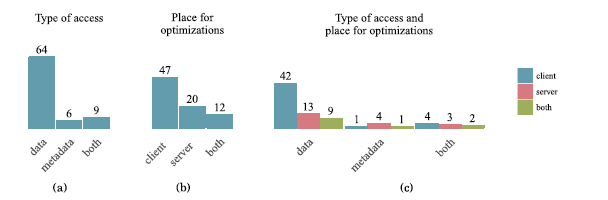 Type of access
64
6
9
data
metadata
both
(a)
Place for
optimizations
47
20
12
client
server
both
(b)
Type of access and
place for optimizations
42
13
9
1
4
1
4
3
2
data
metadata
both
(c)
client
server
both